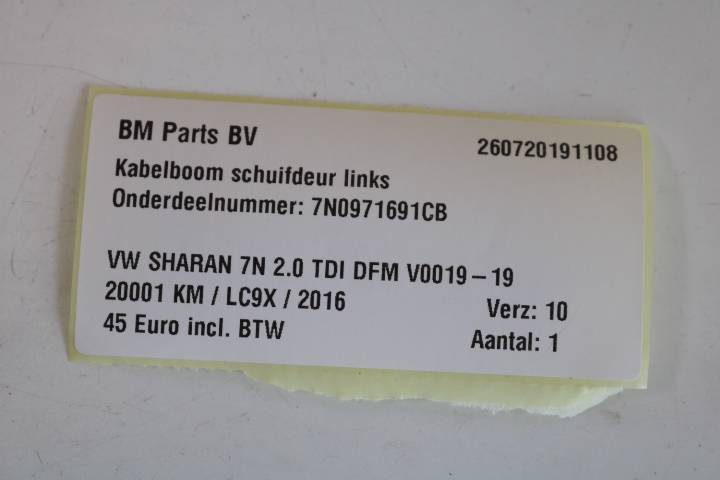 BM Parts BV 260720191108
Kabelboom schuifdeur links
Onderdeelnummer: 7N0971691CB
VW SHARAN 7N 2.0 TDI DFM V0019-19
20001 KM / LC9X / 2016 Verz: 10
45 Euro incl. BTW Aantal: 1